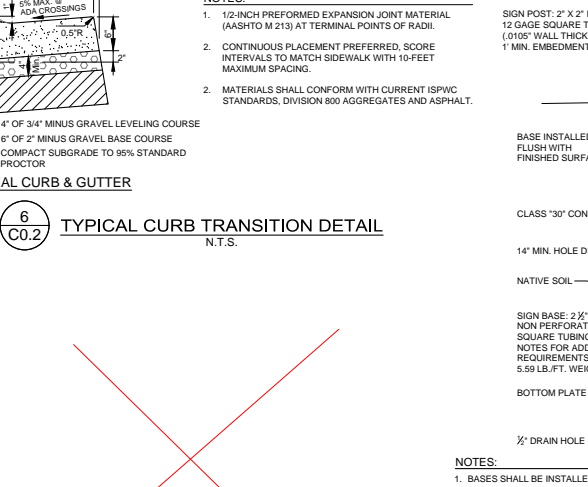 5% MAX. @
ADA CROSSINGS
0.5"R
6"
2"
4"
Min.
4" OF 3/4" MINUS GRAVEL LEVELING COURSE
6" OF 2" MINUS GRAVEL BASE COURSE
COMPACT SUBGRADE TO 95% STANDARD
PROCTOR
AL CURB & GUTTER
6
C0.2
TYPICAL CURB TRANSITION DETAIL
N.T.S.
NOTES:
1. 1/2-INCH PREFORMED EXPANSION JOINT MATERIAL
(AASHTO M 213) AT TERMINAL POINTS OF RADII.
2. CONTINUOUS PLACEMENT PREFERRED, SCORE
INTERVALS TO MATCH SIDEWALK WITH 10-FEET
MAXIMUM SPACING.
2. MATERIALS SHALL CONFORM WITH CURRENT ISPWC
STANDARDS, DIVISION 800 AGGREGATES AND ASPHALT.
SIGN POST: 2" X 2"
12 GAGE SQUARE T
(.0105" WALL THICK
1' MIN. EMBEDMENT
BASE INSTALLED
FLUSH WITH
FINISHED SURFA
CLASS "30" CON
14" MIN. HOLE D
NATIVE SOIL
SIGN BASE: 2 ½"
NON PERFORAT
SQUARE TUBING
NOTES FOR ADD
REQUIREMENTS
5.59 LB./FT. WEI
BOTTOM PLATE
½" DRAIN HOLE
NOTES:
1. BASES SHALL BE INSTALLE